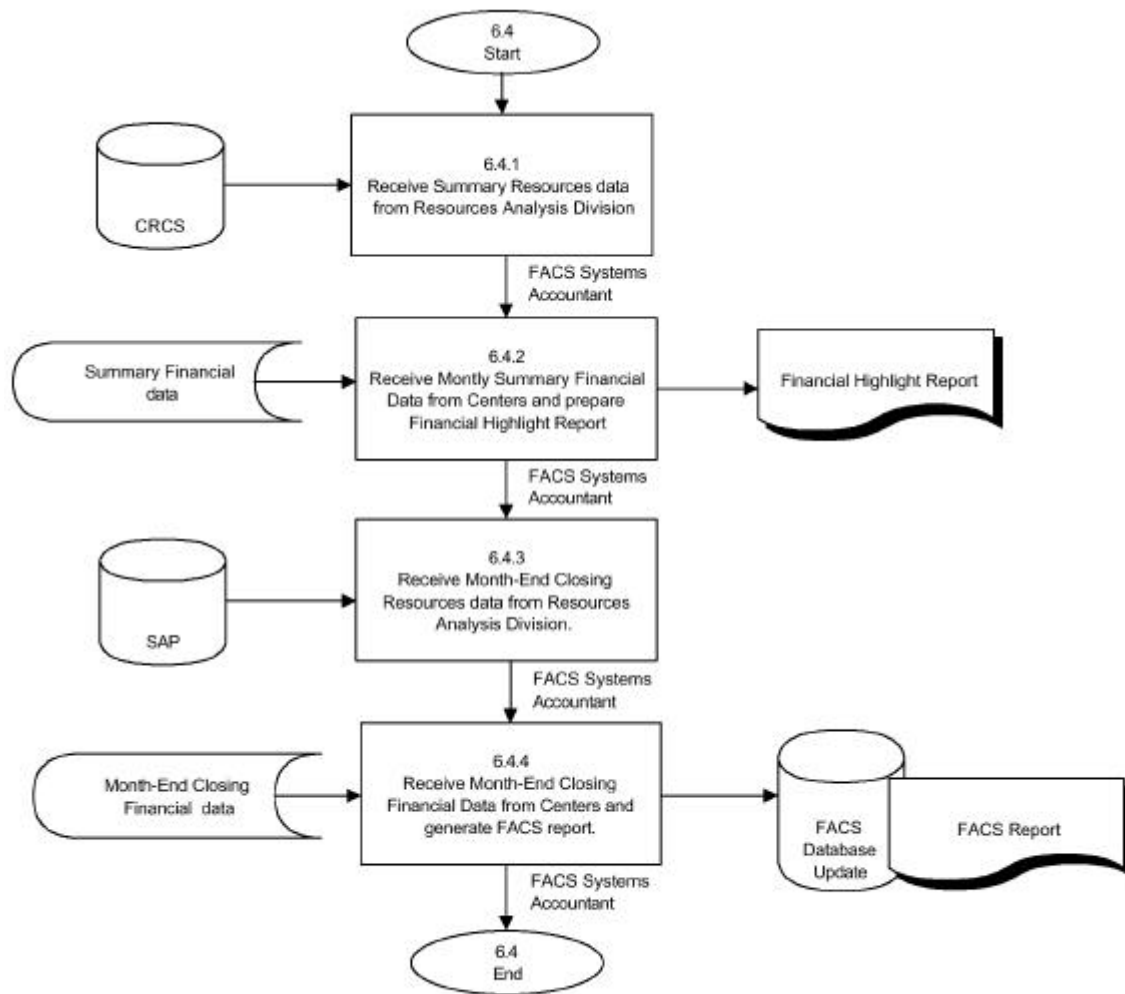 6.4
Start
CRCS
6.4.1
Receive Summary Resources data
from Resources Analysis Division
FACS Systems
Accountant
Summary Financial
data
6.4.2
Receive Montly Summary Financial
Data from Centers and prepare
Financial Highlight Report
Financial Highlight Report
FACS Systems
Accountant
SAP
6.4.3
Receive Month-End Closing
Resources data from Resources
Analysis Division.
FACS Systems
Accountant
Month-End Closing
Financial data
6.4.4
Receive Month-End Closing
Financial Data from Centers and
generate FACS report.
FACS
Database
Update
FACS Report
FACS Systems
Accountant
6.4
End